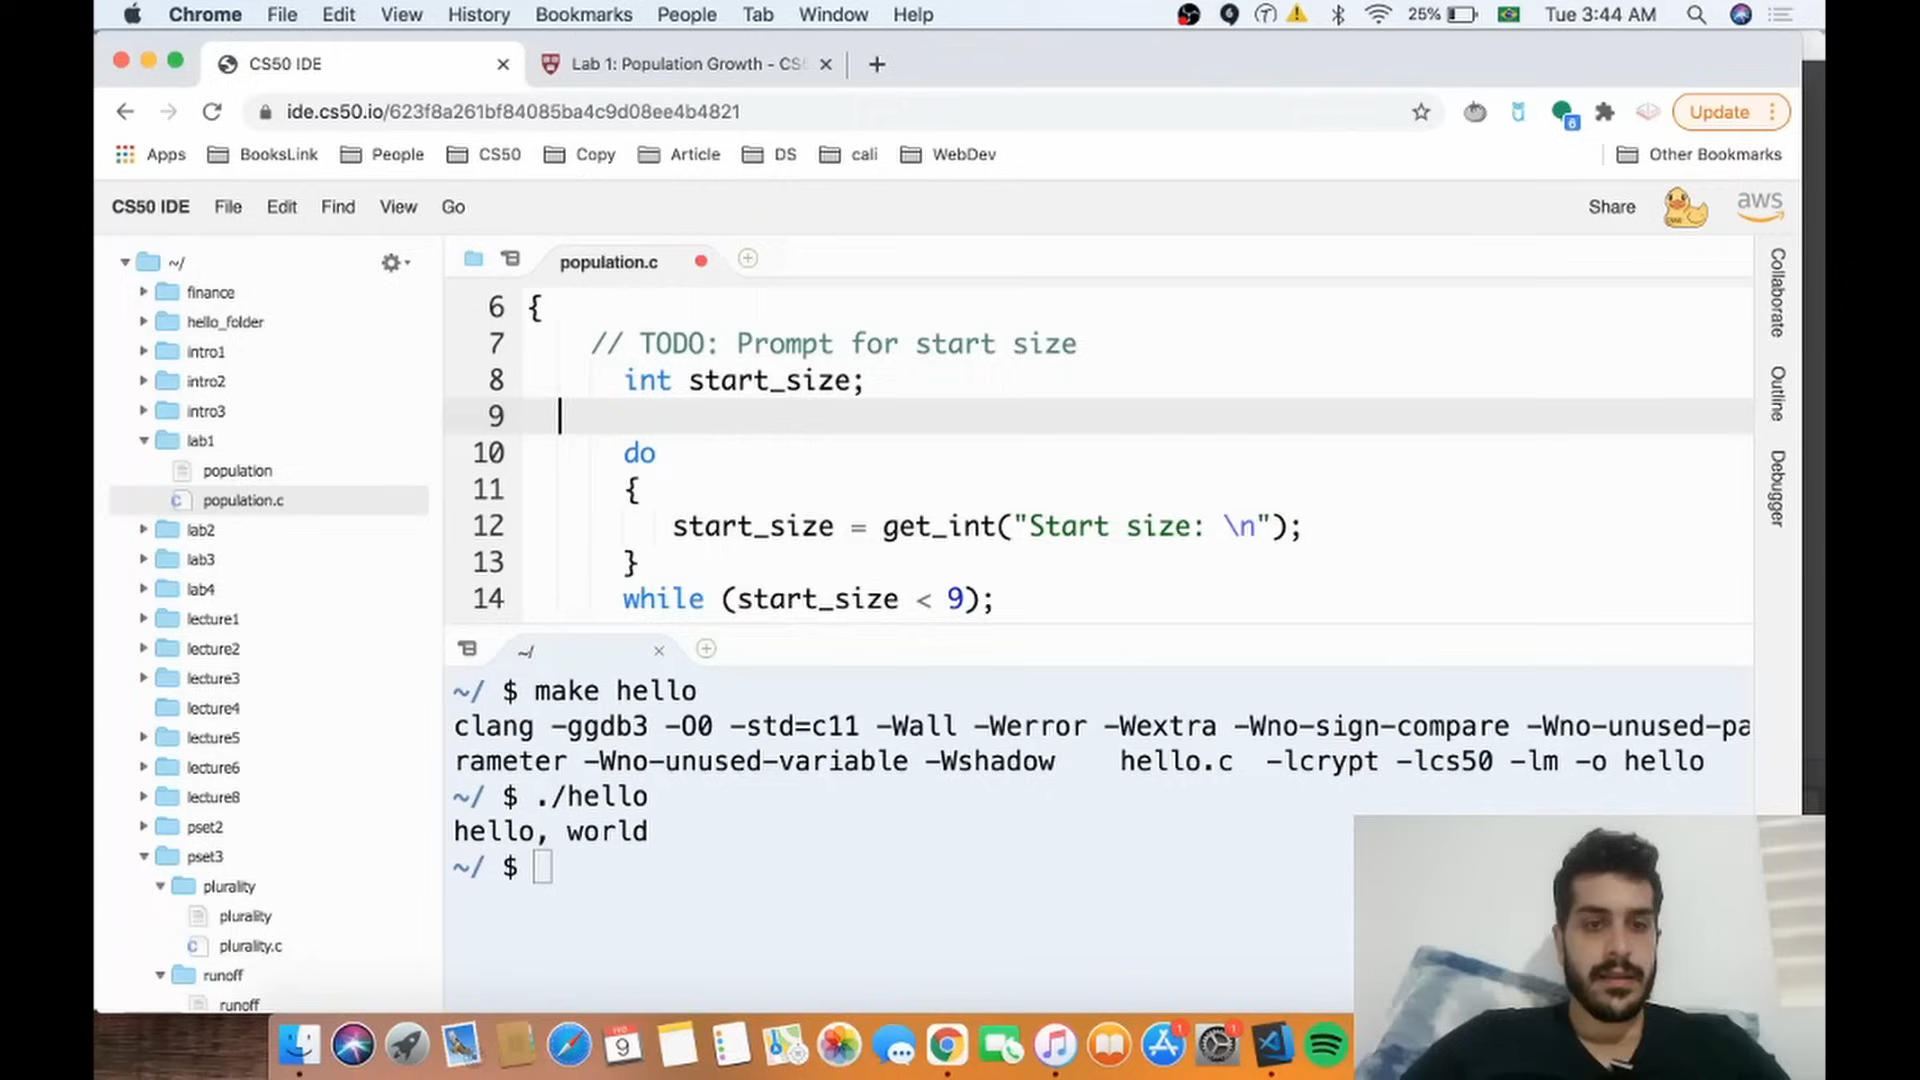 Chrome File Edit View History Bookmarks People Tab Window Help 25% Tue 3:44 AM
CS50 IDE Lab 1: Population Growth - CS5
ide.cs50.io/623f8a261bf84085ba4c9d08ee4b4821 6 Update
Apps BooksLink People CS50 Copy Article DS cali WebDev Other Bookmarks
CS50 IDE File Edit Find View Go Share aws
~/
finance
hello_folder
intro1
intro2
intro3
lab1
population
population.c
lab2
lab3
lab4
lecture1
lecture2
lecture3
lecture4
lecture5
lecture6
lecture8
pset2
pset3
plurality
plurality
plurality.c
runoff
runoff
population.c
6 {
7 // TODO: Prompt for start size
8 int start_size;
9
10 do
11 {
12 start_size = get_int("Start size: \n");
13 }
14 while (start_size < 9);
Collaborate
Outline
Debugger
~/
~/ $ make hello
clang -ggdb3 -O0 -std=c11 -Wall -Werror -Wextra -Wno-sign-compare -Wno-unused-pa
rameter -Wno-unused-variable -Wshadow hello.c -lcrypt -lcs50 -lm -o hello
~/ $ ./hello
hello, world
~/ $
9
1
1